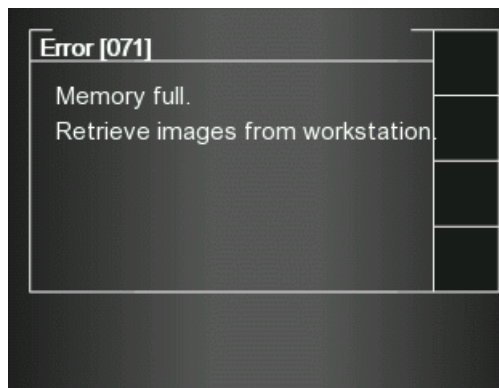 Error [071]
Memory full.
Retrieve images from workstation.